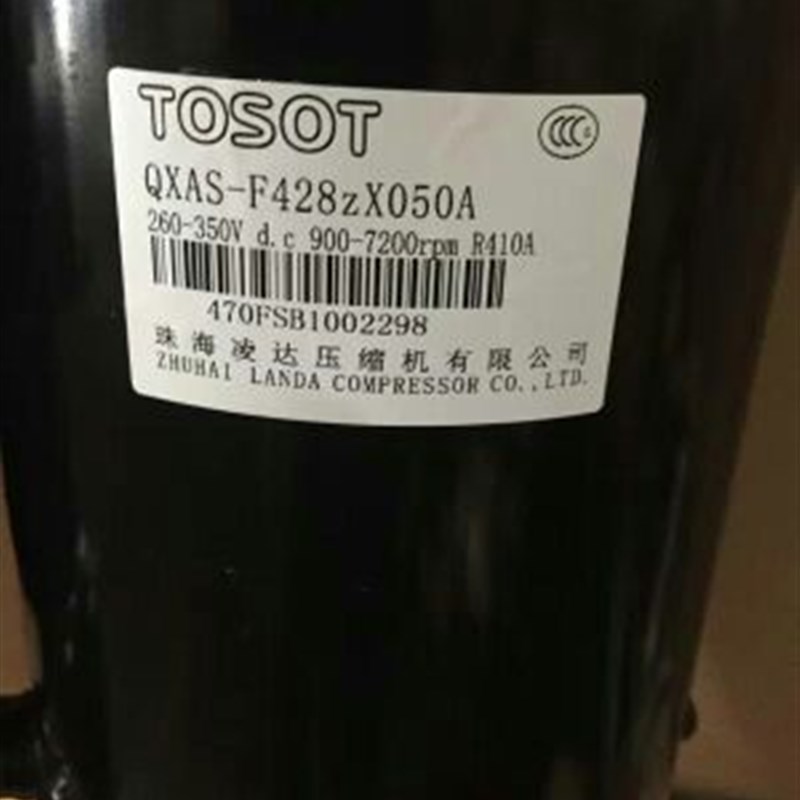 TOSOT
CCC S
QXAS-F428zX050A
260-350V d.c 900-7200rpm R410A
470FSB1002298
珠海凌达压缩机有限公司
ZHUHAI LANDA COMPRESSOR CO.,LTD.